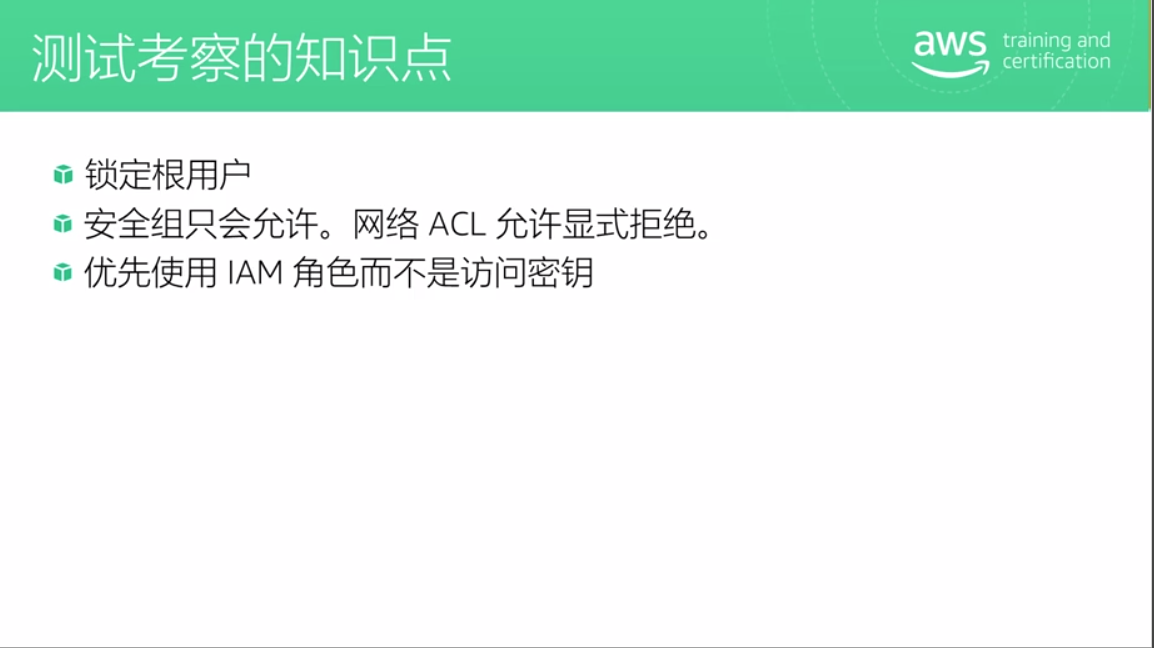 测试考察的知识点
aws training and
certification
锁定根用户
安全组只会允许。网络 ACL 允许显式拒绝。
优先使用 IAM 角色而不是访问密钥